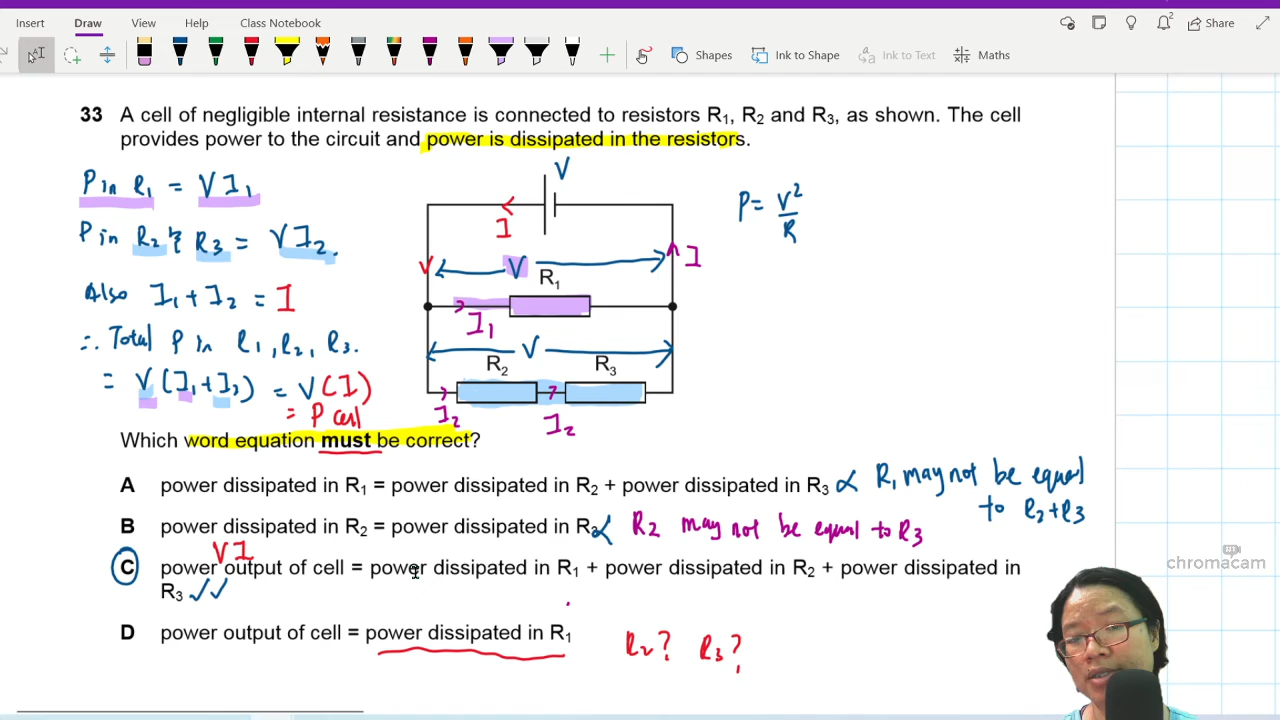 Insert Draw View Help Class Notebook Share
Shapes Ink to Shape Ink to Text Maths
33 A cell of negligible internal resistance is connected to resistors R1, R2 and R3, as shown. The cell
provides power to the circuit and power is dissipated in the resistors.
P in R1 = VI1
P in R2 & R3 = VI2.
Also I1 + I2 = I
∴ Total P in R1, R2, R3.
= V(I1+I2) = V(I)
= P cell
V
I
P = V²/R
V
V
R1
I
I1
V
R2 R3
I2
I2
Which word equation must be correct?
A power dissipated in R1 = power dissipated in R2 + power dissipated in R3 R1 may not be equal
to R2+R3
B power dissipated in R2 = power dissipated in R3 R2 may not be equal to R3
VI
C power output of cell = power dissipated in R1 + power dissipated in R2 + power dissipated in
R3 ✓✓
D power output of cell = power dissipated in R1
R2? R3?
chromacam